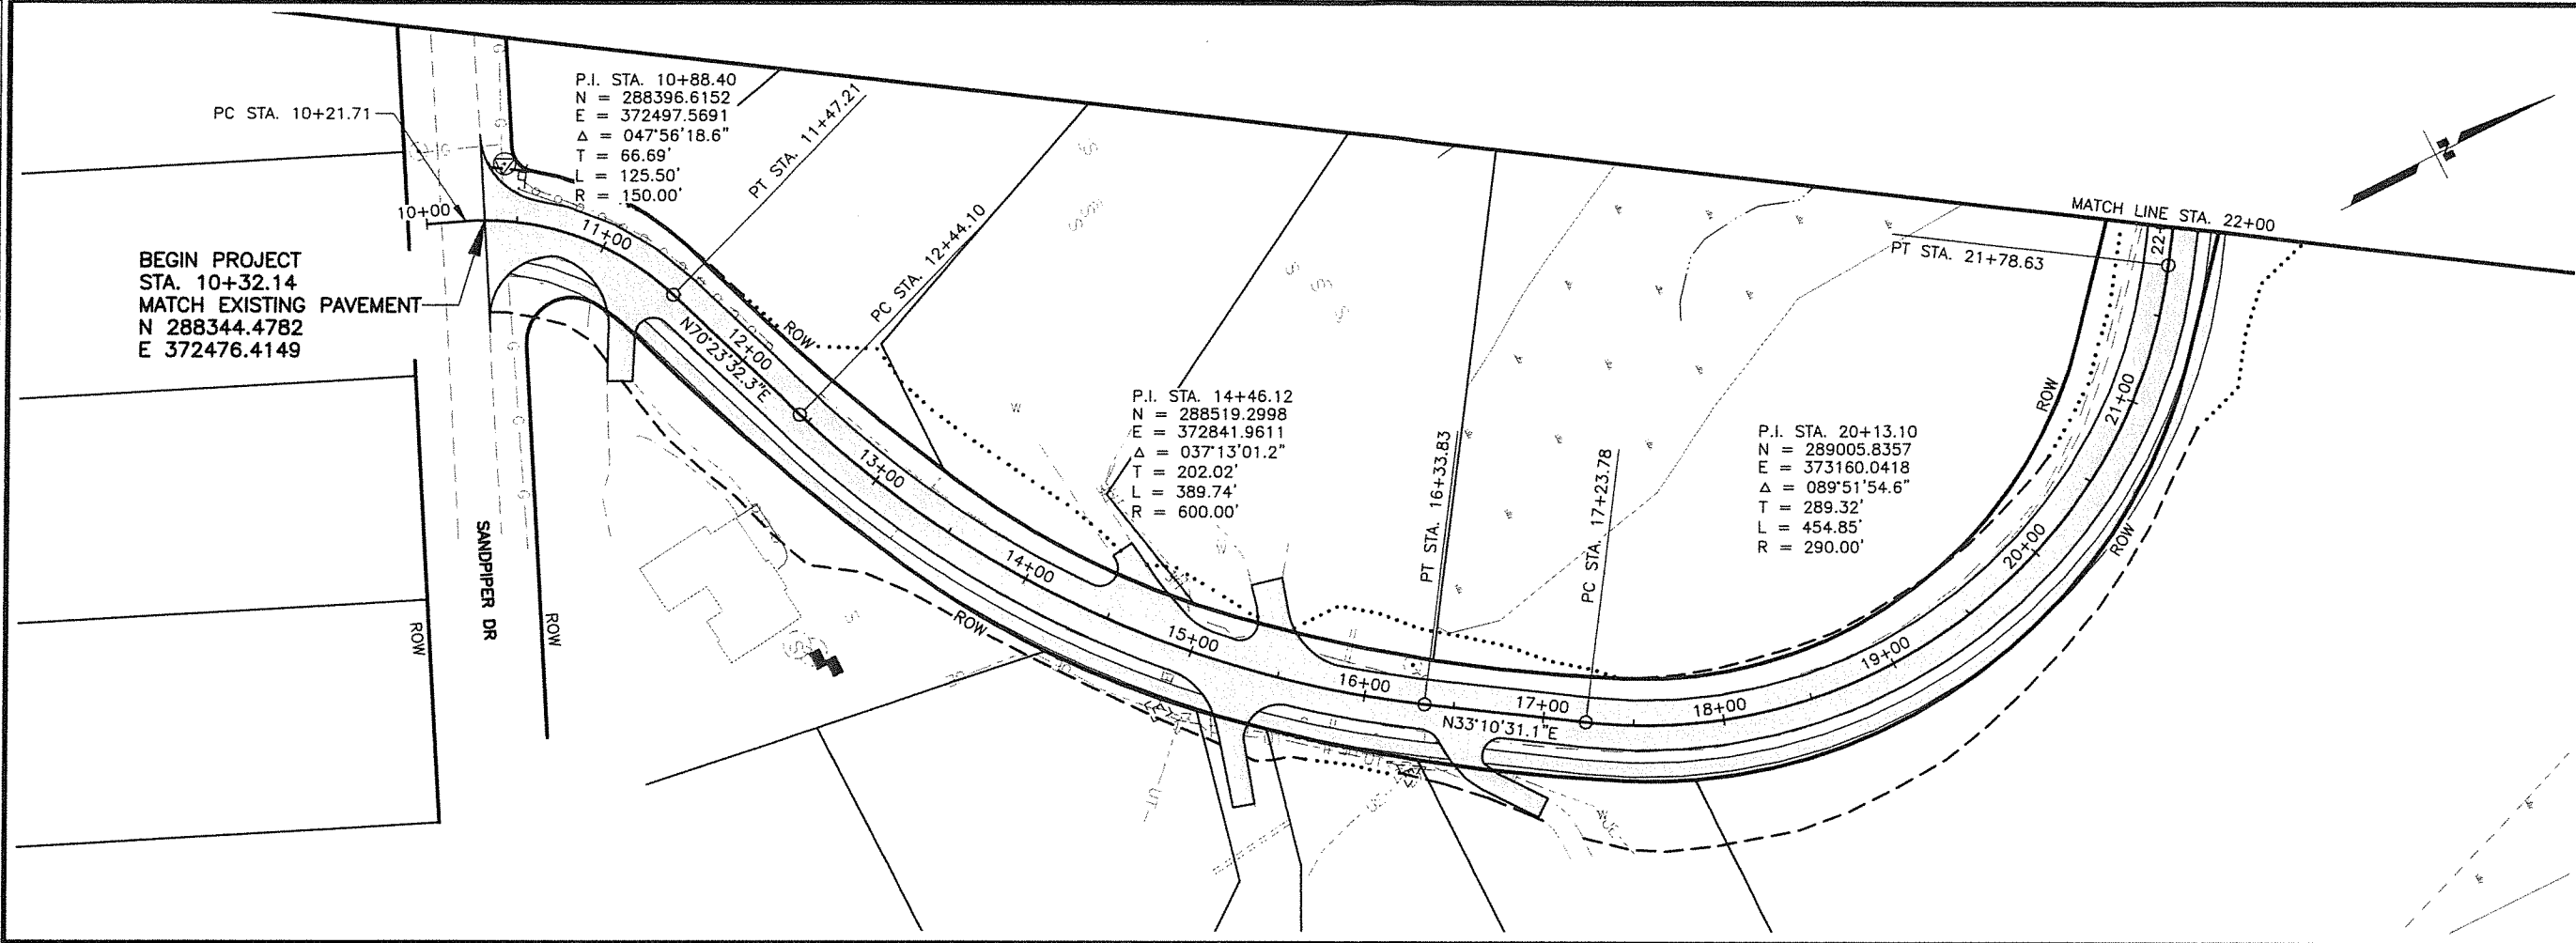 PC STA. 10+21.71
10+00
BEGIN PROJECT
STA. 10+32.14
MATCH EXISTING PAVEMENT
N 288344.4782
E 372476.4149
P.I. STA. 10+88.40
N = 288396.6152
E = 372497.5691
Δ = 047°56'18.6"
T = 66.69'
L = 125.50'
R = 150.00'
11+00
PT STA. 11+47.21
N70°23'32.3"E
12+00
ROW
PC STA. 12+44.10
13+00
SANDPIPER DR
ROW
ROW
14+00
ROW
P.I. STA. 14+46.12
N = 288519.2998
E = 372841.9611
Δ = 037°13'01.2"
T = 202.02'
L = 389.74'
R = 600.00'
15+00
16+00
PT STA. 16+33.83
N33°10'31.1"E
17+00
PC STA. 17+23.78
18+00
19+00
P.I. STA. 20+13.10
N = 289005.8357
E = 373160.0418
Δ = 089°51'54.6"
T = 289.32'
L = 454.85'
R = 290.00'
20+00
ROW
ROW
21+00
PT STA. 21+78.63
22+
MATCH LINE STA. 22+00
N
UT
UT